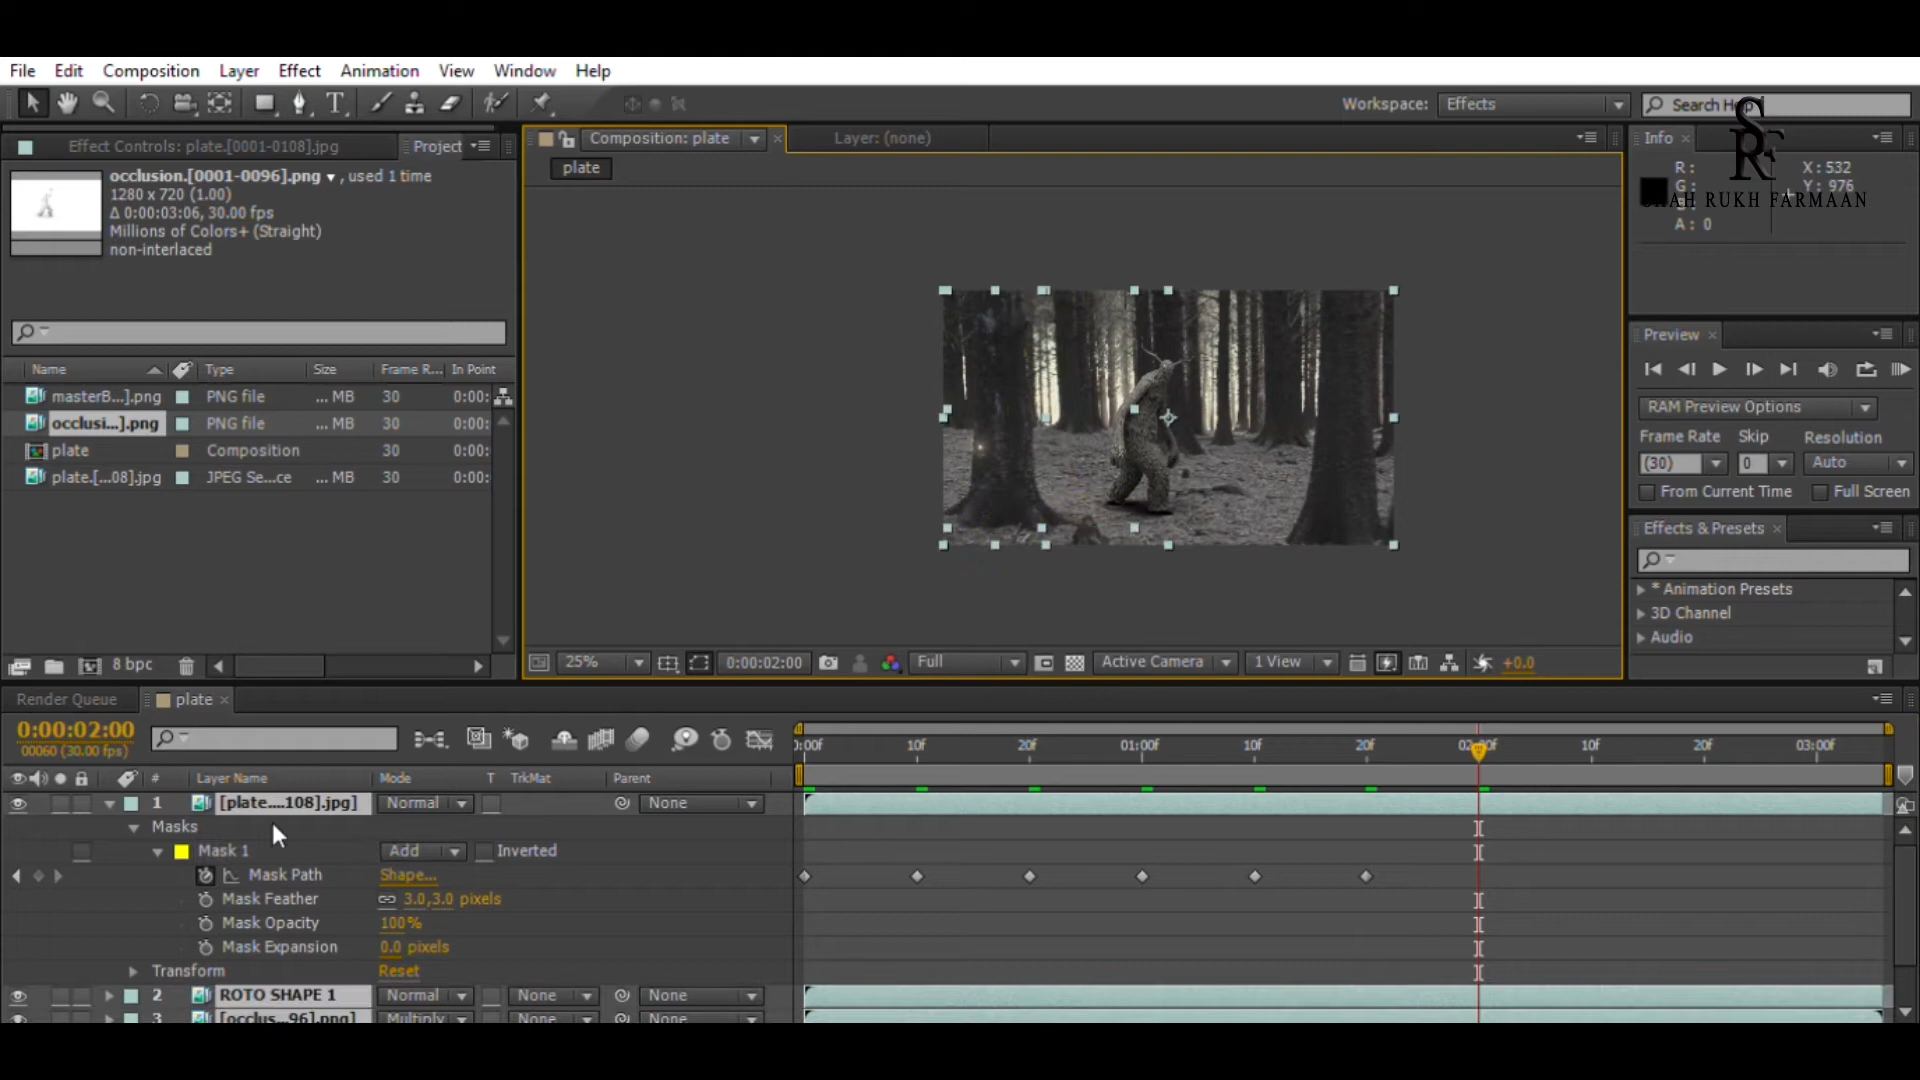 File Edit Composition Layer Effect Animation View Window Help
Workspace: Effects
Search Help
Effect Controls: plate.[0001-0108].jpg Project
Composition: plate
Layer: (none)
Info
plate
occlusion.[0001-0096].png , used 1 time
1280 x 720 (1.00)
Δ 0:00:03:06, 30.00 fps
Millions of Colors+ (Straight)
non-interlaced
R :
G :
A : 0
X : 532
Y : 976
SRF
SHAH RUKH FARMAAN
Preview
Name Type Size Frame R... In Point
masterB...].png PNG file ... MB 30 0:00:
occlusi...].png PNG file ... MB 30 0:00:
plate Composition 30 0:00:
plate.[...08].jpg JPEG Se...ce ... MB 30 0:00:
RAM Preview Options
Frame Rate Skip Resolution
(30) 0 Auto
From Current Time Full Screen
Effects & Presets
* Animation Presets
3D Channel
Audio
8 bpc
25% 0:00:02:00 Full Active Camera 1 View +0.0
Render Queue plate
0:00:02:00
00060 (30.00 fps)
0:00f 10f 20f 01:00f 10f 20f 02:00f 10f 20f 03:00f
# Layer Name Mode T TrkMat Parent
1 [plate....108].jpg] Normal None
Masks
Mask 1 Add Inverted
Mask Path Shape...
Mask Feather 3.0,3.0 pixels
Mask Opacity 100%
Mask Expansion 0.0 pixels
Transform Reset
2 ROTO SHAPE 1 Normal None None
3 [occlus...96].png] Multiply None None